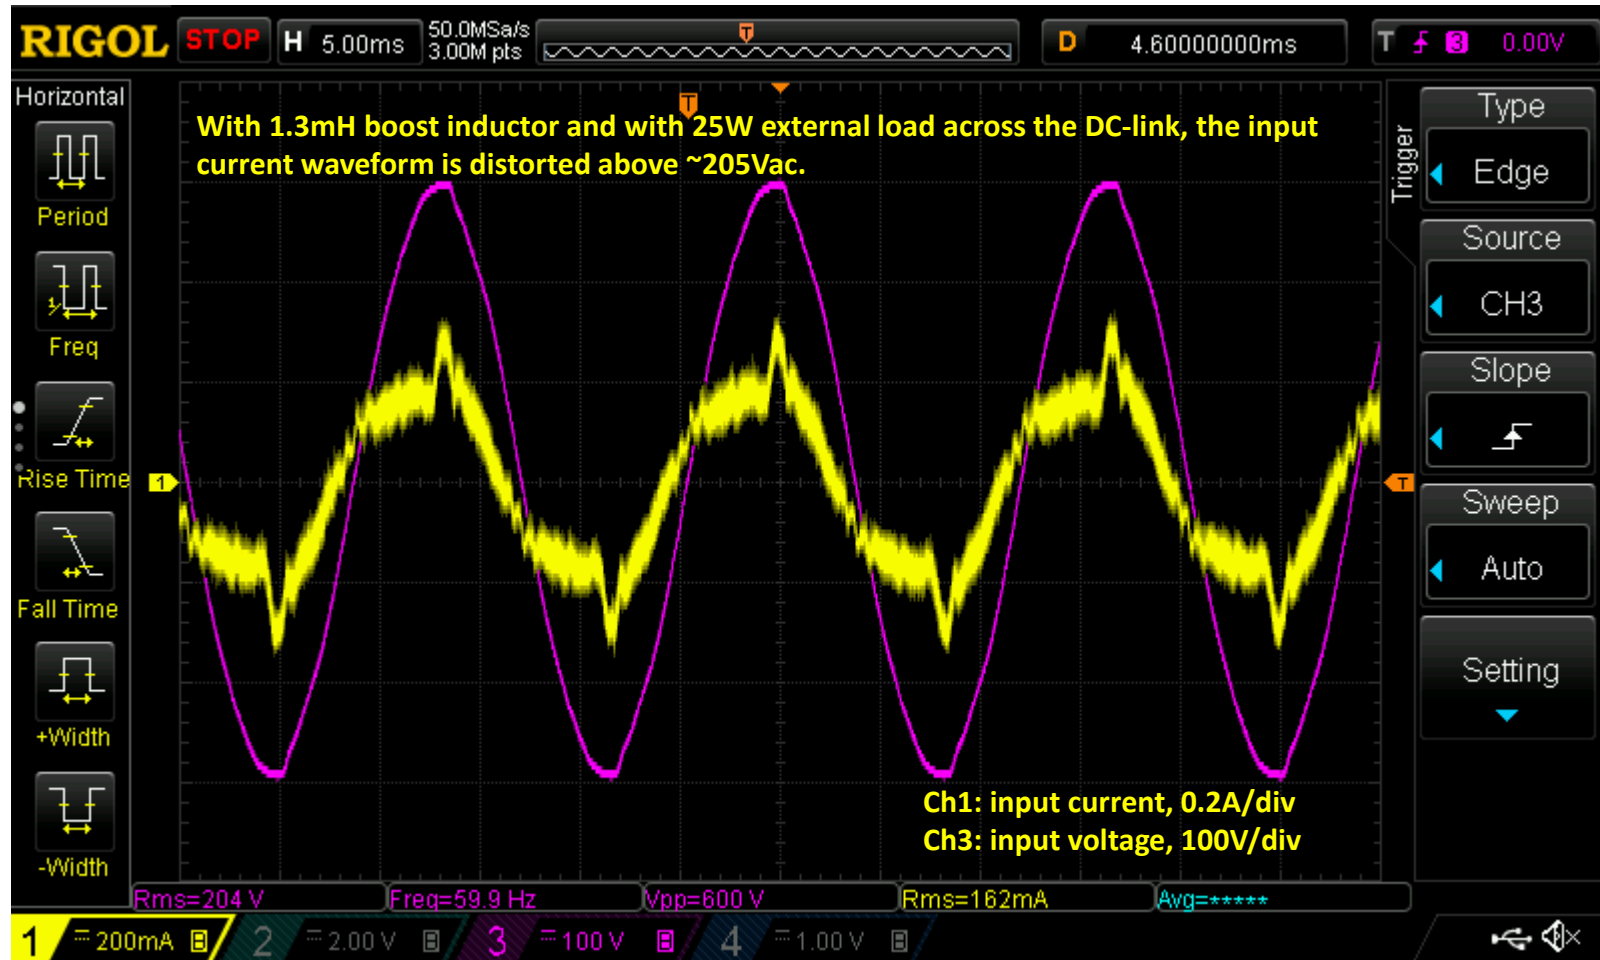 RIGOL STOP H 5.00ms 50.0MSa/s 3.00M pts T D 4.60000000ms T 3 0.00V
Horizontal
Period
Freq
Rise Time
Fall Time
+Width
-Width
T
With 1.3mH boost inductor and with 25W external load across the DC-link, the input
current waveform is distorted above ~205Vac.
1
T
Ch1: input current, 0.2A/div
Ch3: input voltage, 100V/div
Trigger
Type
Edge
Source
CH3
Slope
Sweep
Auto
Setting
Rms=204 V Freq=59.9 Hz Vpp=600 V Rms=162mA Avg=*****
1 200mA B 2 2.00 V B 3 100 V B 4 1.00 V B